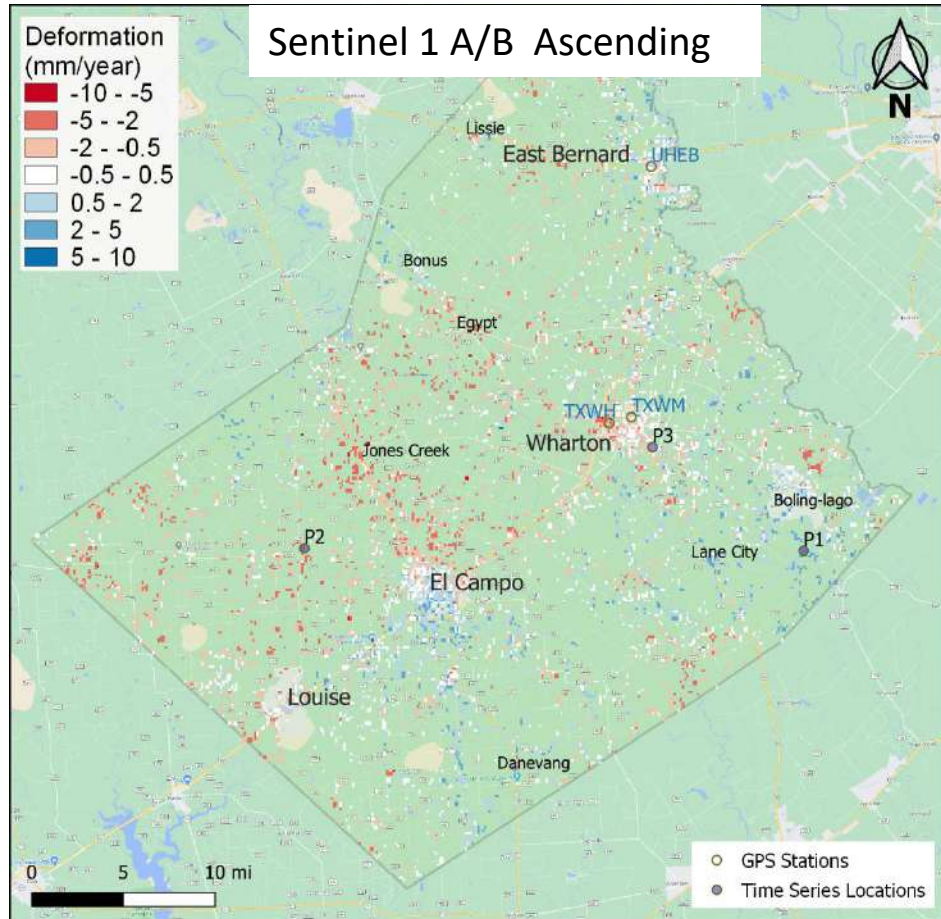 Sentinel 1 A/B Ascending
Deformation
(mm/year)
-10 - -5
-5 - -2
-2 - -0.5
-0.5 - 0.5
0.5 - 2
2 - 5
5 - 10
N
Lissie
East Bernard
UHEB
Bonus
Egypt
TXWH
TXWM
Wharton
P3
Jones Creek
Boling-Iago
P2
Lane City
P1
El Campo
Louise
Danevang
0 5 10 mi
GPS Stations
Time Series Locations